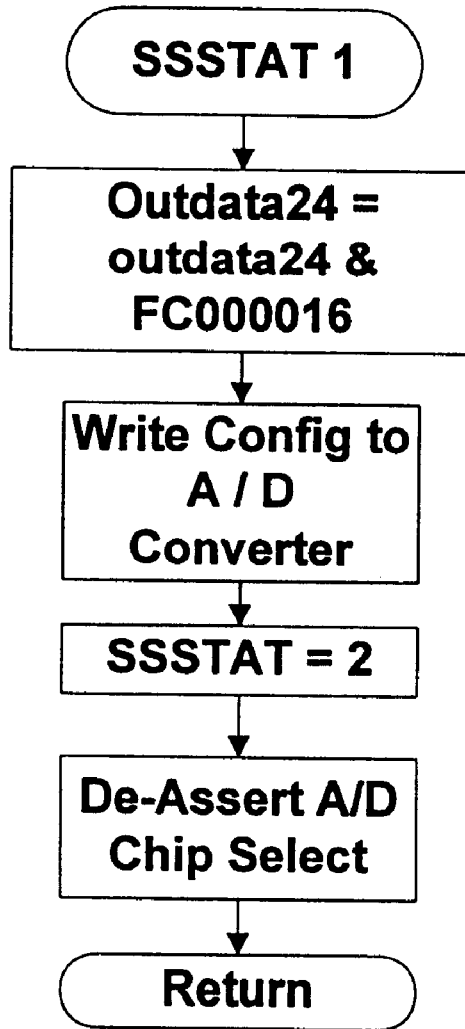 SSSTAT 1
Outdata24 =
outdata24 &
FC000016
Write Config to
A / D
Converter
SSSTAT = 2
De-Assert A/D
Chip Select
Return